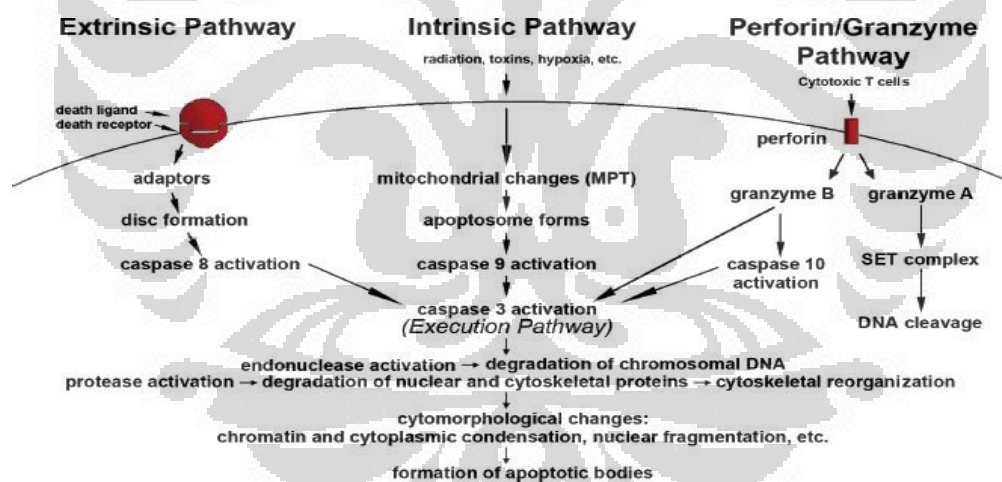 Extrinsic Pathway
Intrinsic Pathway
Perforin/Granzyme
Pathway
radiation, toxins, hypoxia, etc.
Cytotoxic T cells
death ligand
death receptor
perforin
adaptors
mitochondrial changes (MPT)
granzyme B
granzyme A
disc formation
apoptosome forms
caspase 8 activation
caspase 9 activation
caspase 10
activation
SET complex
caspase 3 activation
(Execution Pathway)
DNA cleavage
endonuclease activation → degradation of chromosomal DNA
protease activation → degradation of nuclear and cytoskeletal proteins → cytoskeletal reorganization
cytomorphological changes:
chromatin and cytoplasmic condensation, nuclear fragmentation, etc.
formation of apoptotic bodies